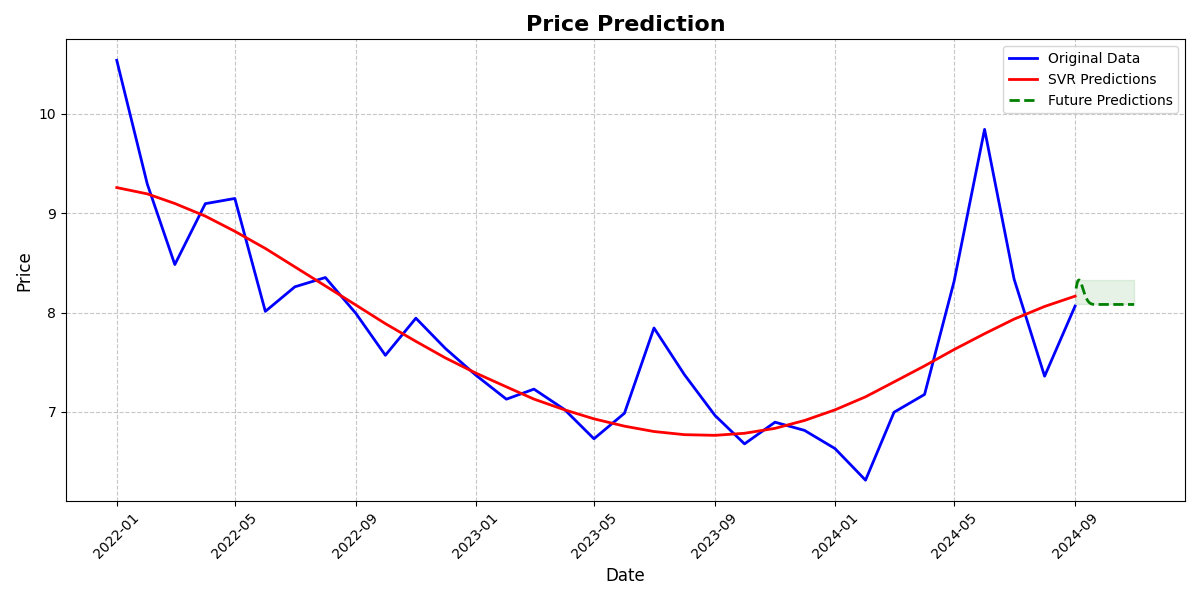 Price Prediction
Original Data
SVR Predictions
Future Predictions
Price
10
9
8
7
2022-01
2022-05
2022-09
2023-01
2023-05
2023-09
2024-01
2024-05
2024-09
Date